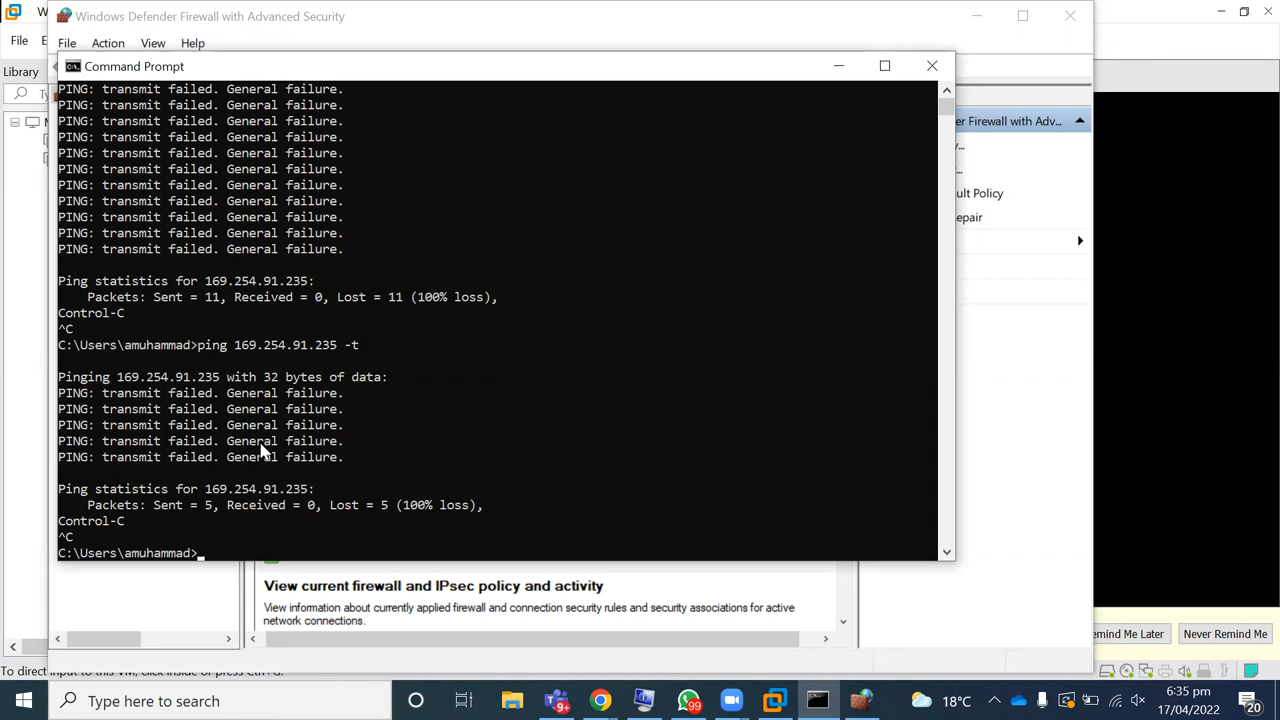 W
Windows Defender Firewall with Advanced Security
File
File Action View Help
Library
Command Prompt
PING: transmit failed. General failure.
PING: transmit failed. General failure.
PING: transmit failed. General failure.
PING: transmit failed. General failure.
PING: transmit failed. General failure.
PING: transmit failed. General failure.
PING: transmit failed. General failure.
PING: transmit failed. General failure.
PING: transmit failed. General failure.
PING: transmit failed. General failure.
PING: transmit failed. General failure.
Ping statistics for 169.254.91.235:
Packets: Sent = 11, Received = 0, Lost = 11 (100% loss),
Control-C
^C
C:\Users\amuhammad>ping 169.254.91.235 -t
Pinging 169.254.91.235 with 32 bytes of data:
PING: transmit failed. General failure.
PING: transmit failed. General failure.
PING: transmit failed. General failure.
PING: transmit failed. General failure.
PING: transmit failed. General failure.
Ping statistics for 169.254.91.235:
Packets: Sent = 5, Received = 0, Lost = 5 (100% loss),
Control-C
^C
C:\Users\amuhammad>
er Firewall with Adv...
y...
ult Policy
epair
View current firewall and IPsec policy and activity
View information about currently applied firewall and connection security rules and security associations for active
network connections.
emind Me Later
Never Remind Me
To direct input to this VM, click inside or press Ctrl+G.
Type here to search
9+
99
18°C
6:35 pm
17/04/2022
20